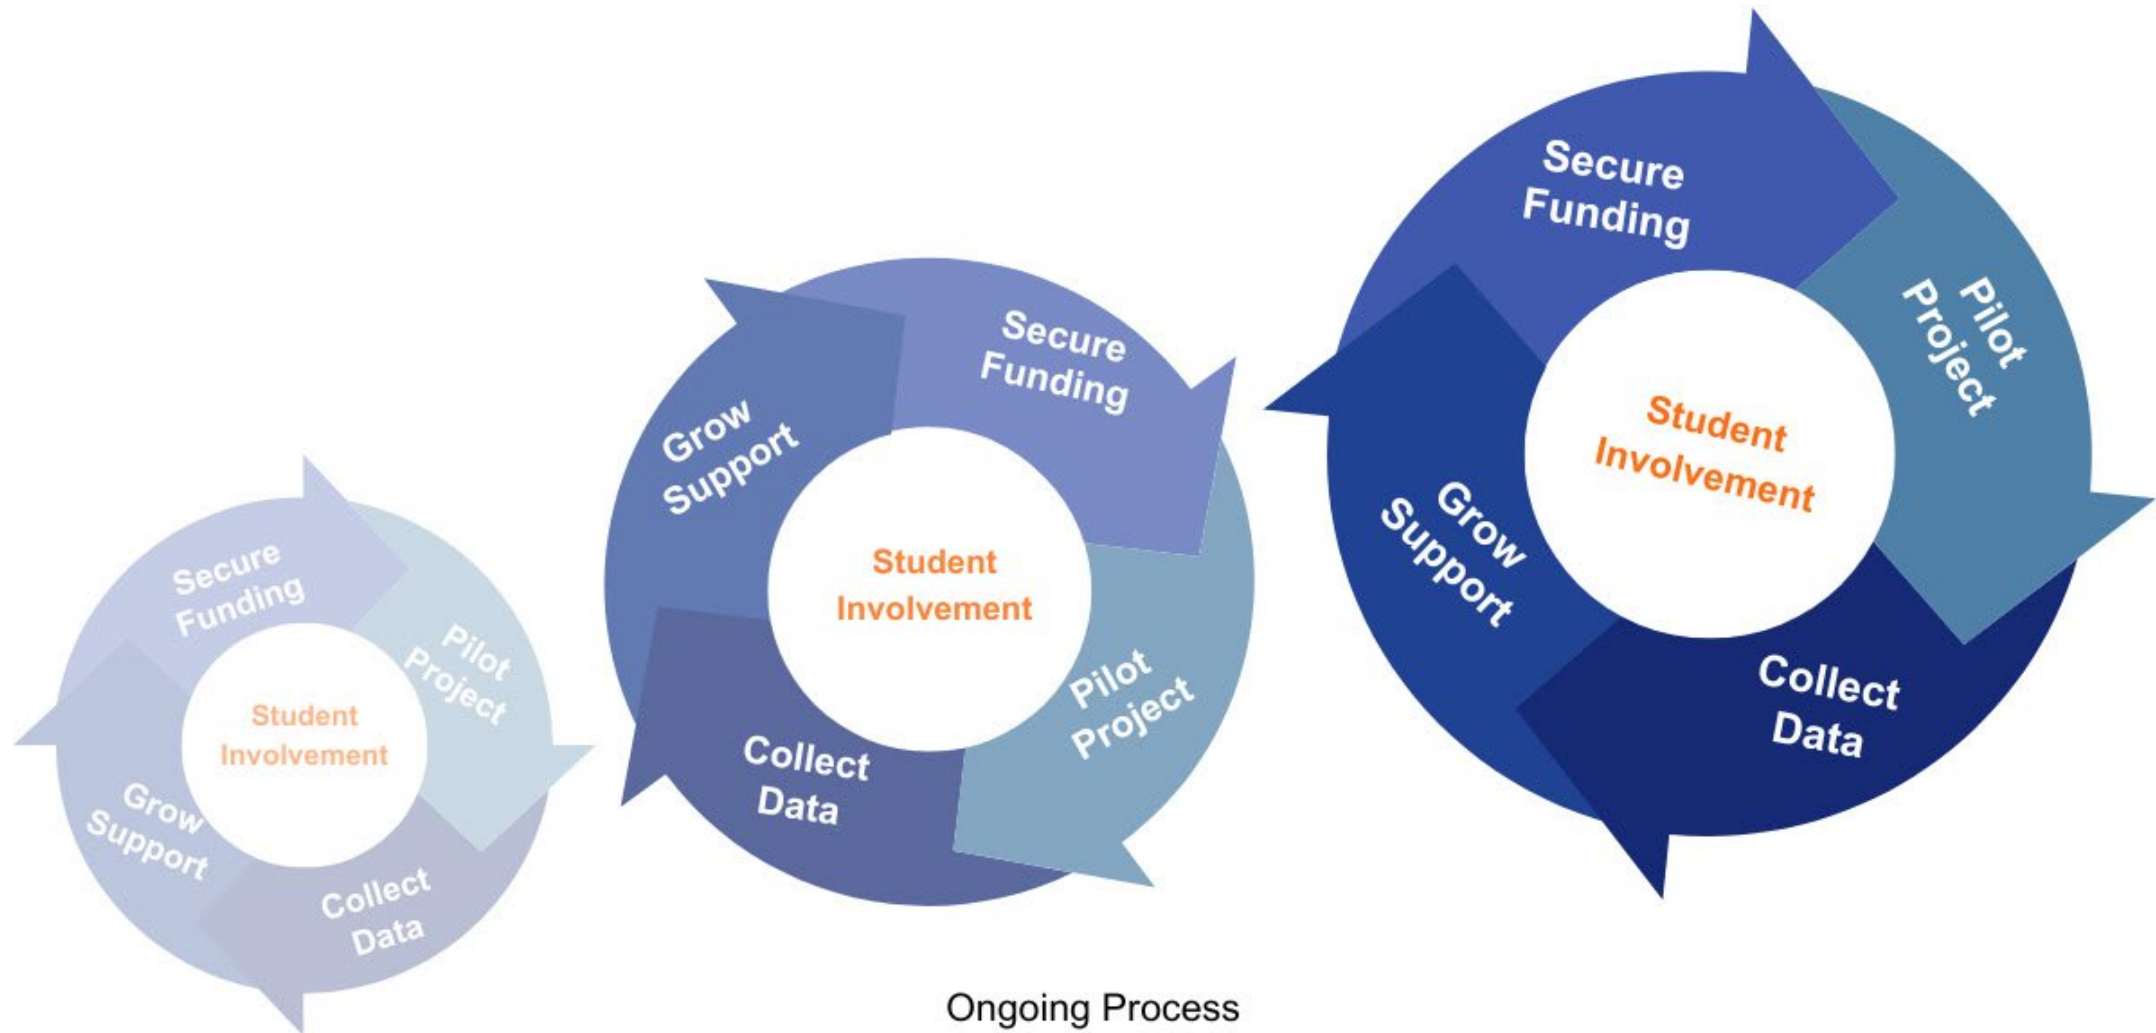 Secure
Funding
Pilot
Project
Collect
Data
Grow
Support
Student
Involvement
Secure
Funding
Pilot
Project
Collect
Data
Grow
Support
Student
Involvement
Secure
Funding
Pilot
Project
Collect
Data
Grow
Support
Student
Involvement
Ongoing Process